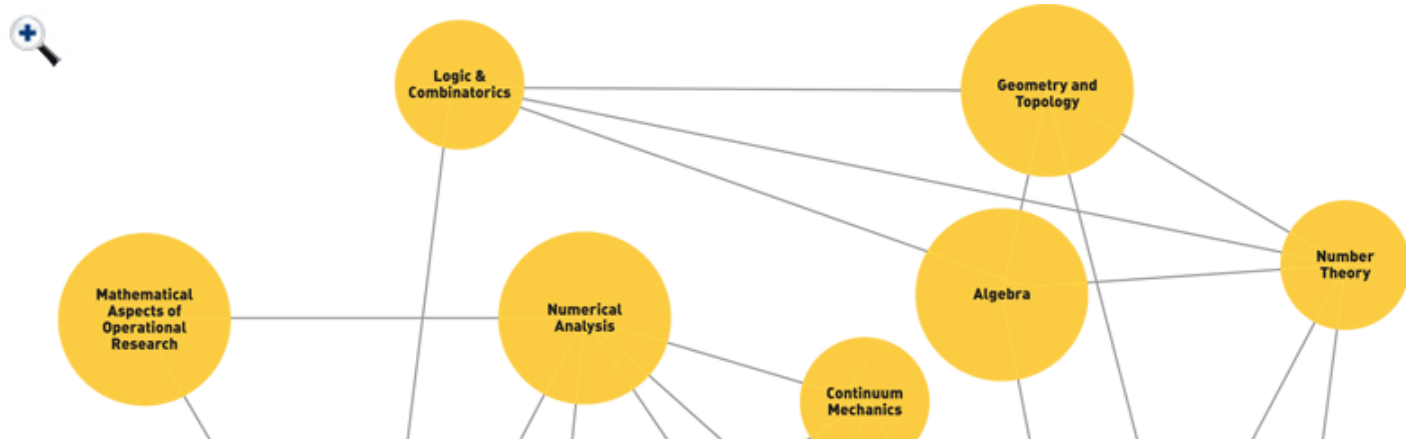 Logic &
Combinatorics
Geometry and
Topology
Number
Theory
Algebra
Mathematical
Aspects of
Operational
Research
Numerical
Analysis
Continuum
Mechanics